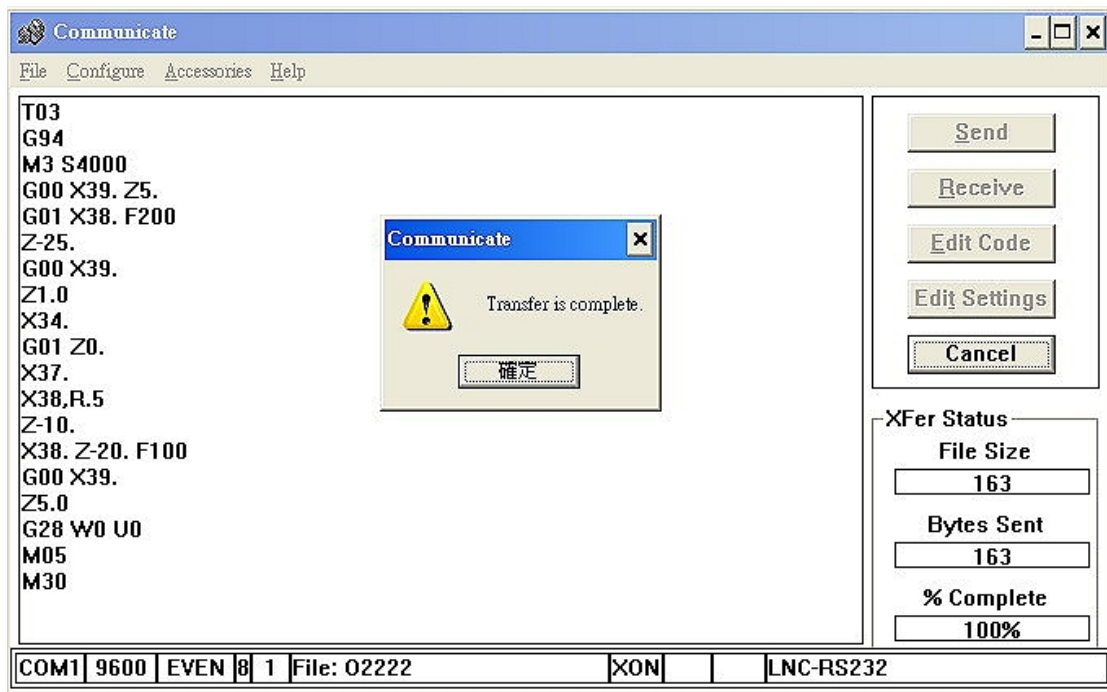 Communicate
File Configure Accessories Help
T03
G94
M3 S4000
G00 X39. Z5.
G01 X38. F200
Z-25.
G00 X39.
Z1.0
X34.
G01 Z0.
X37.
X38,R.5
Z-10.
X38. Z-20. F100
G00 X39.
Z5.0
G28 W0 U0
M05
M30
Communicate
Transfer is complete.
確定
Send
Receive
Edit Code
Edit Settings
Cancel
XFer Status
File Size
163
Bytes Sent
163
% Complete
100%
COM1 9600 EVEN 8 1 File: O2222 XON LNC-RS232